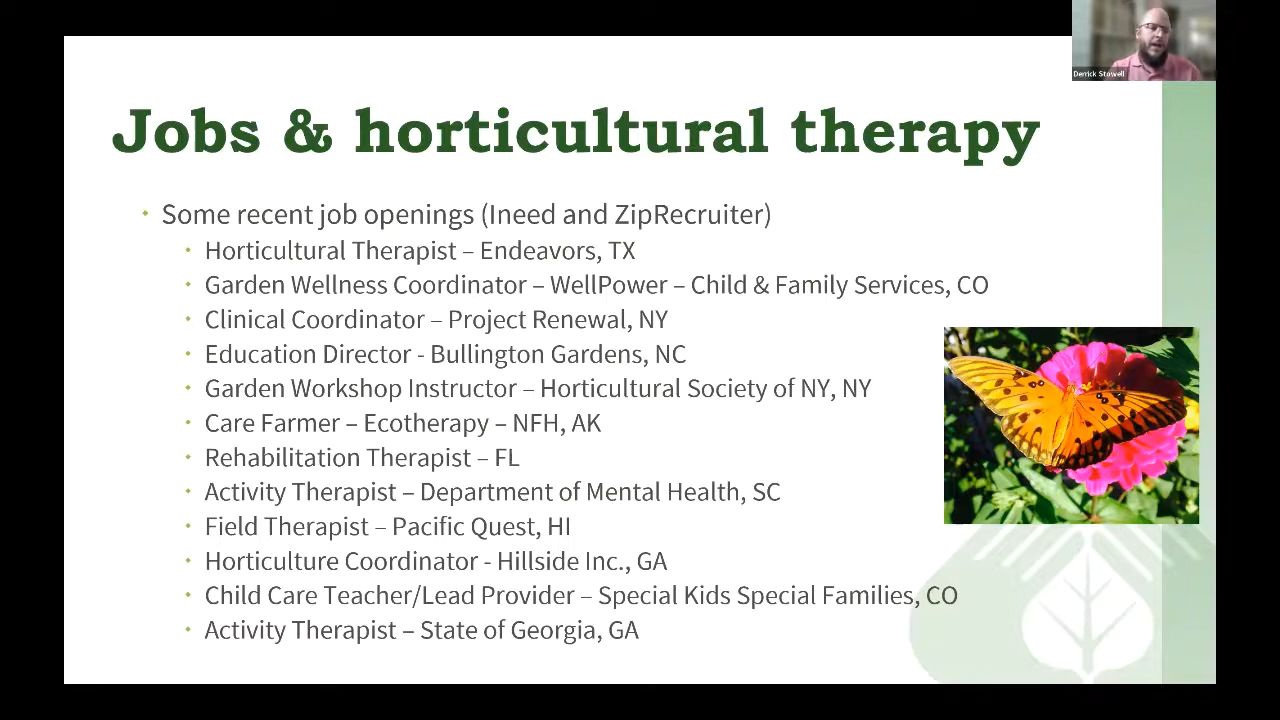 Derrick Stowell
Jobs & horticultural therapy
Some recent job openings (Ineed and ZipRecruiter)
Horticultural Therapist – Endeavors, TX
Garden Wellness Coordinator – WellPower – Child & Family Services, CO
Clinical Coordinator – Project Renewal, NY
Education Director - Bullington Gardens, NC
Garden Workshop Instructor – Horticultural Society of NY, NY
Care Farmer – Ecotherapy – NFH, AK
Rehabilitation Therapist – FL
Activity Therapist – Department of Mental Health, SC
Field Therapist – Pacific Quest, HI
Horticulture Coordinator - Hillside Inc., GA
Child Care Teacher/Lead Provider – Special Kids Special Families, CO
Activity Therapist – State of Georgia, GA